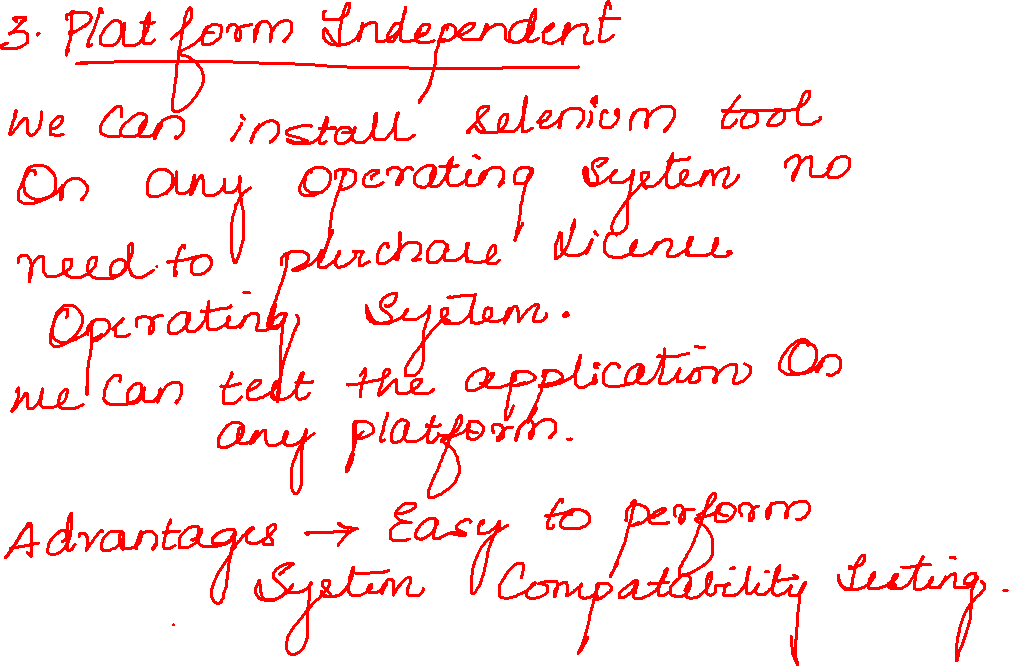 3. Platform Independent
We can install selenium tool
On any operating system no
need to purchase License
Operating System.
we can test the application On
any platform.
Advantages → Easy to perform
System Compatability Testing.